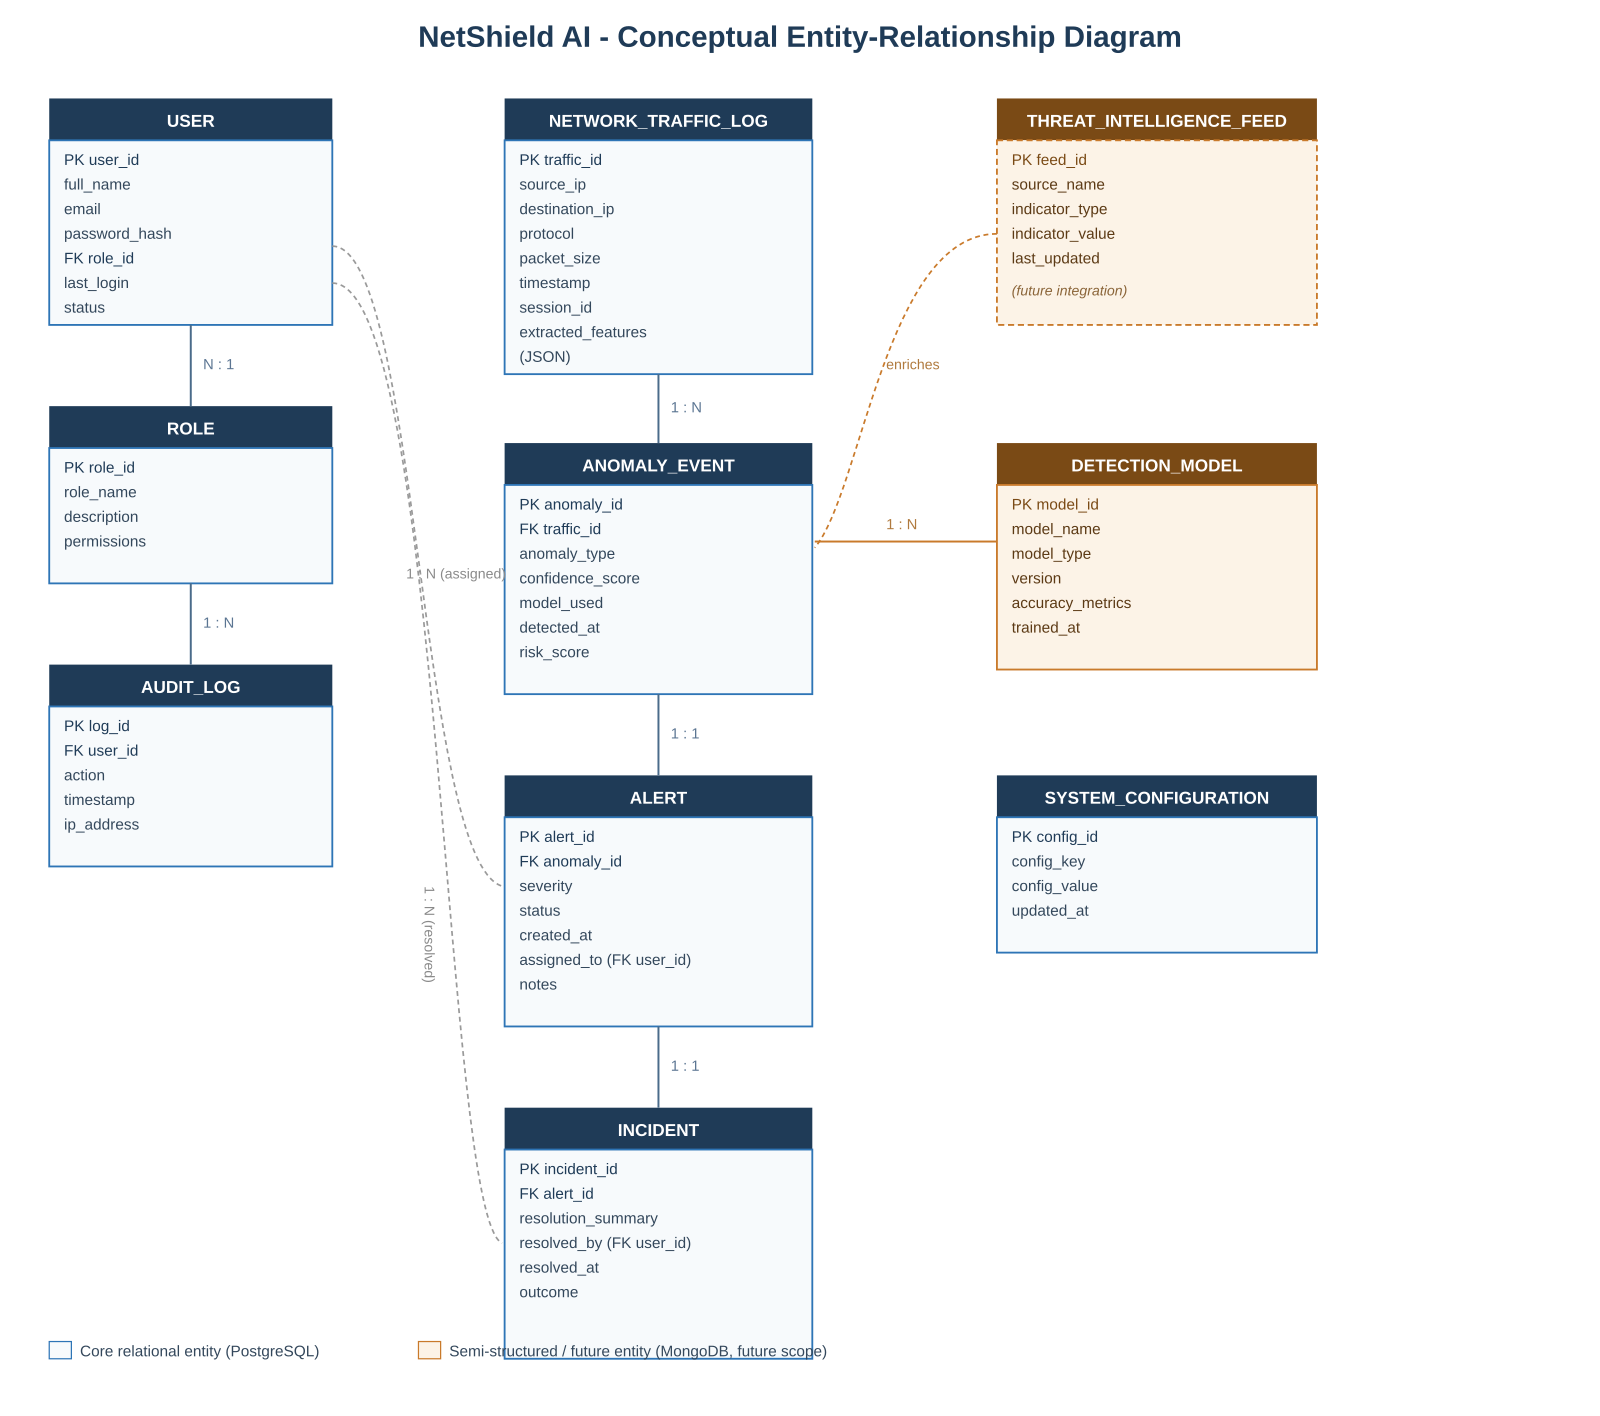 NetShield AI - Conceptual Entity-Relationship Diagram
USER
PK user_id
full_name
email
password_hash
FK role_id
last_login
status
N : 1
ROLE
PK role_id
role_name
description
permissions
1 : N
AUDIT_LOG
PK log_id
FK user_id
action
timestamp
ip_address
1 : N (assigned)
1 : N (resolved)
NETWORK_TRAFFIC_LOG
PK traffic_id
source_ip
destination_ip
protocol
packet_size
timestamp
session_id
extracted_features
(JSON)
1 : N
ANOMALY_EVENT
PK anomaly_id
FK traffic_id
anomaly_type
confidence_score
model_used
detected_at
risk_score
1 : 1
ALERT
PK alert_id
FK anomaly_id
severity
status
created_at
assigned_to (FK user_id)
notes
1 : 1
INCIDENT
PK incident_id
FK alert_id
resolution_summary
resolved_by (FK user_id)
resolved_at
outcome
THREAT_INTELLIGENCE_FEED
PK feed_id
source_name
indicator_type
indicator_value
last_updated
(future integration)
enriches
1 : N
DETECTION_MODEL
PK model_id
model_name
model_type
version
accuracy_metrics
trained_at
SYSTEM_CONFIGURATION
PK config_id
config_key
config_value
updated_at
Core relational entity (PostgreSQL)
Semi-structured / future entity (MongoDB, future scope)